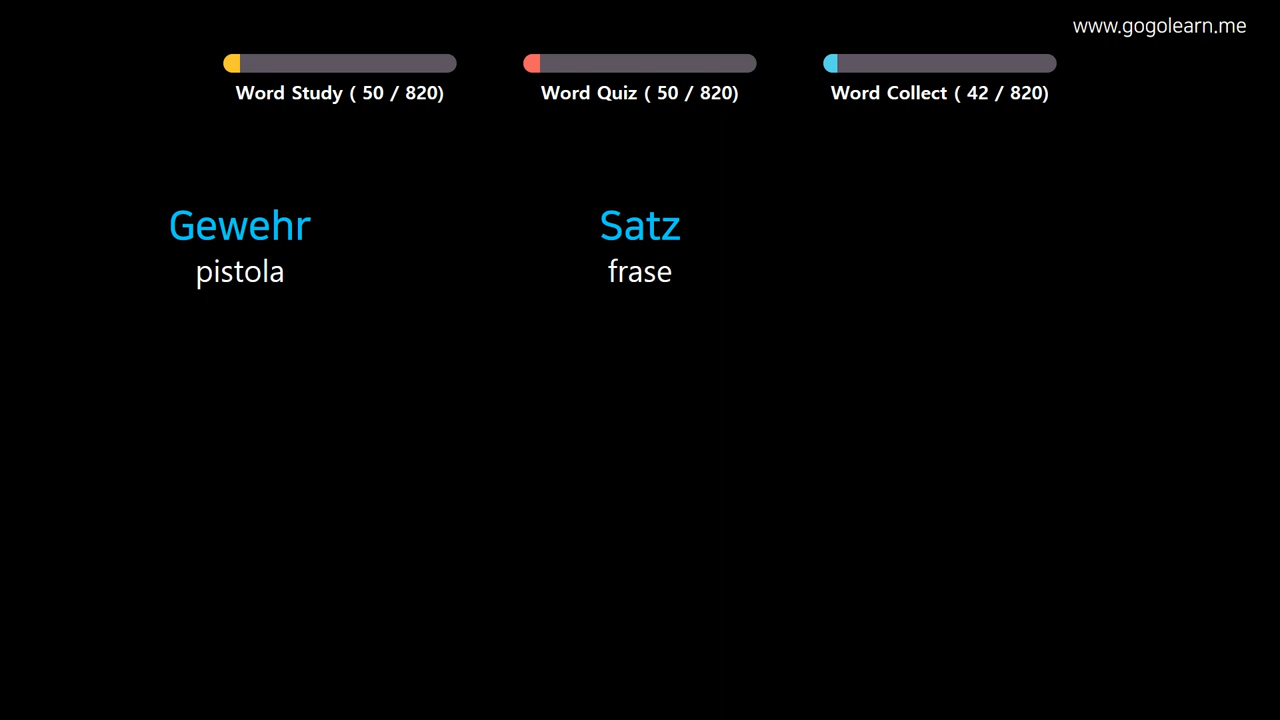 www.gogolearn.me
Word Study ( 50 / 820)
Word Quiz ( 50 / 820)
Word Collect ( 42 / 820)
Gewehr
pistola
Satz
frase